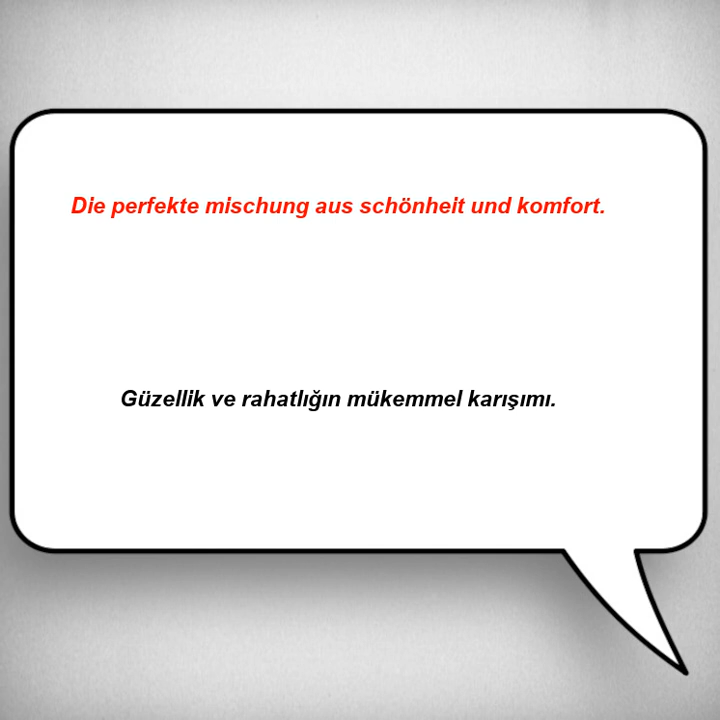 Die perfekte mischung aus schönheit und komfort.
Güzellik ve rahatlığın mükemmel karışımı.